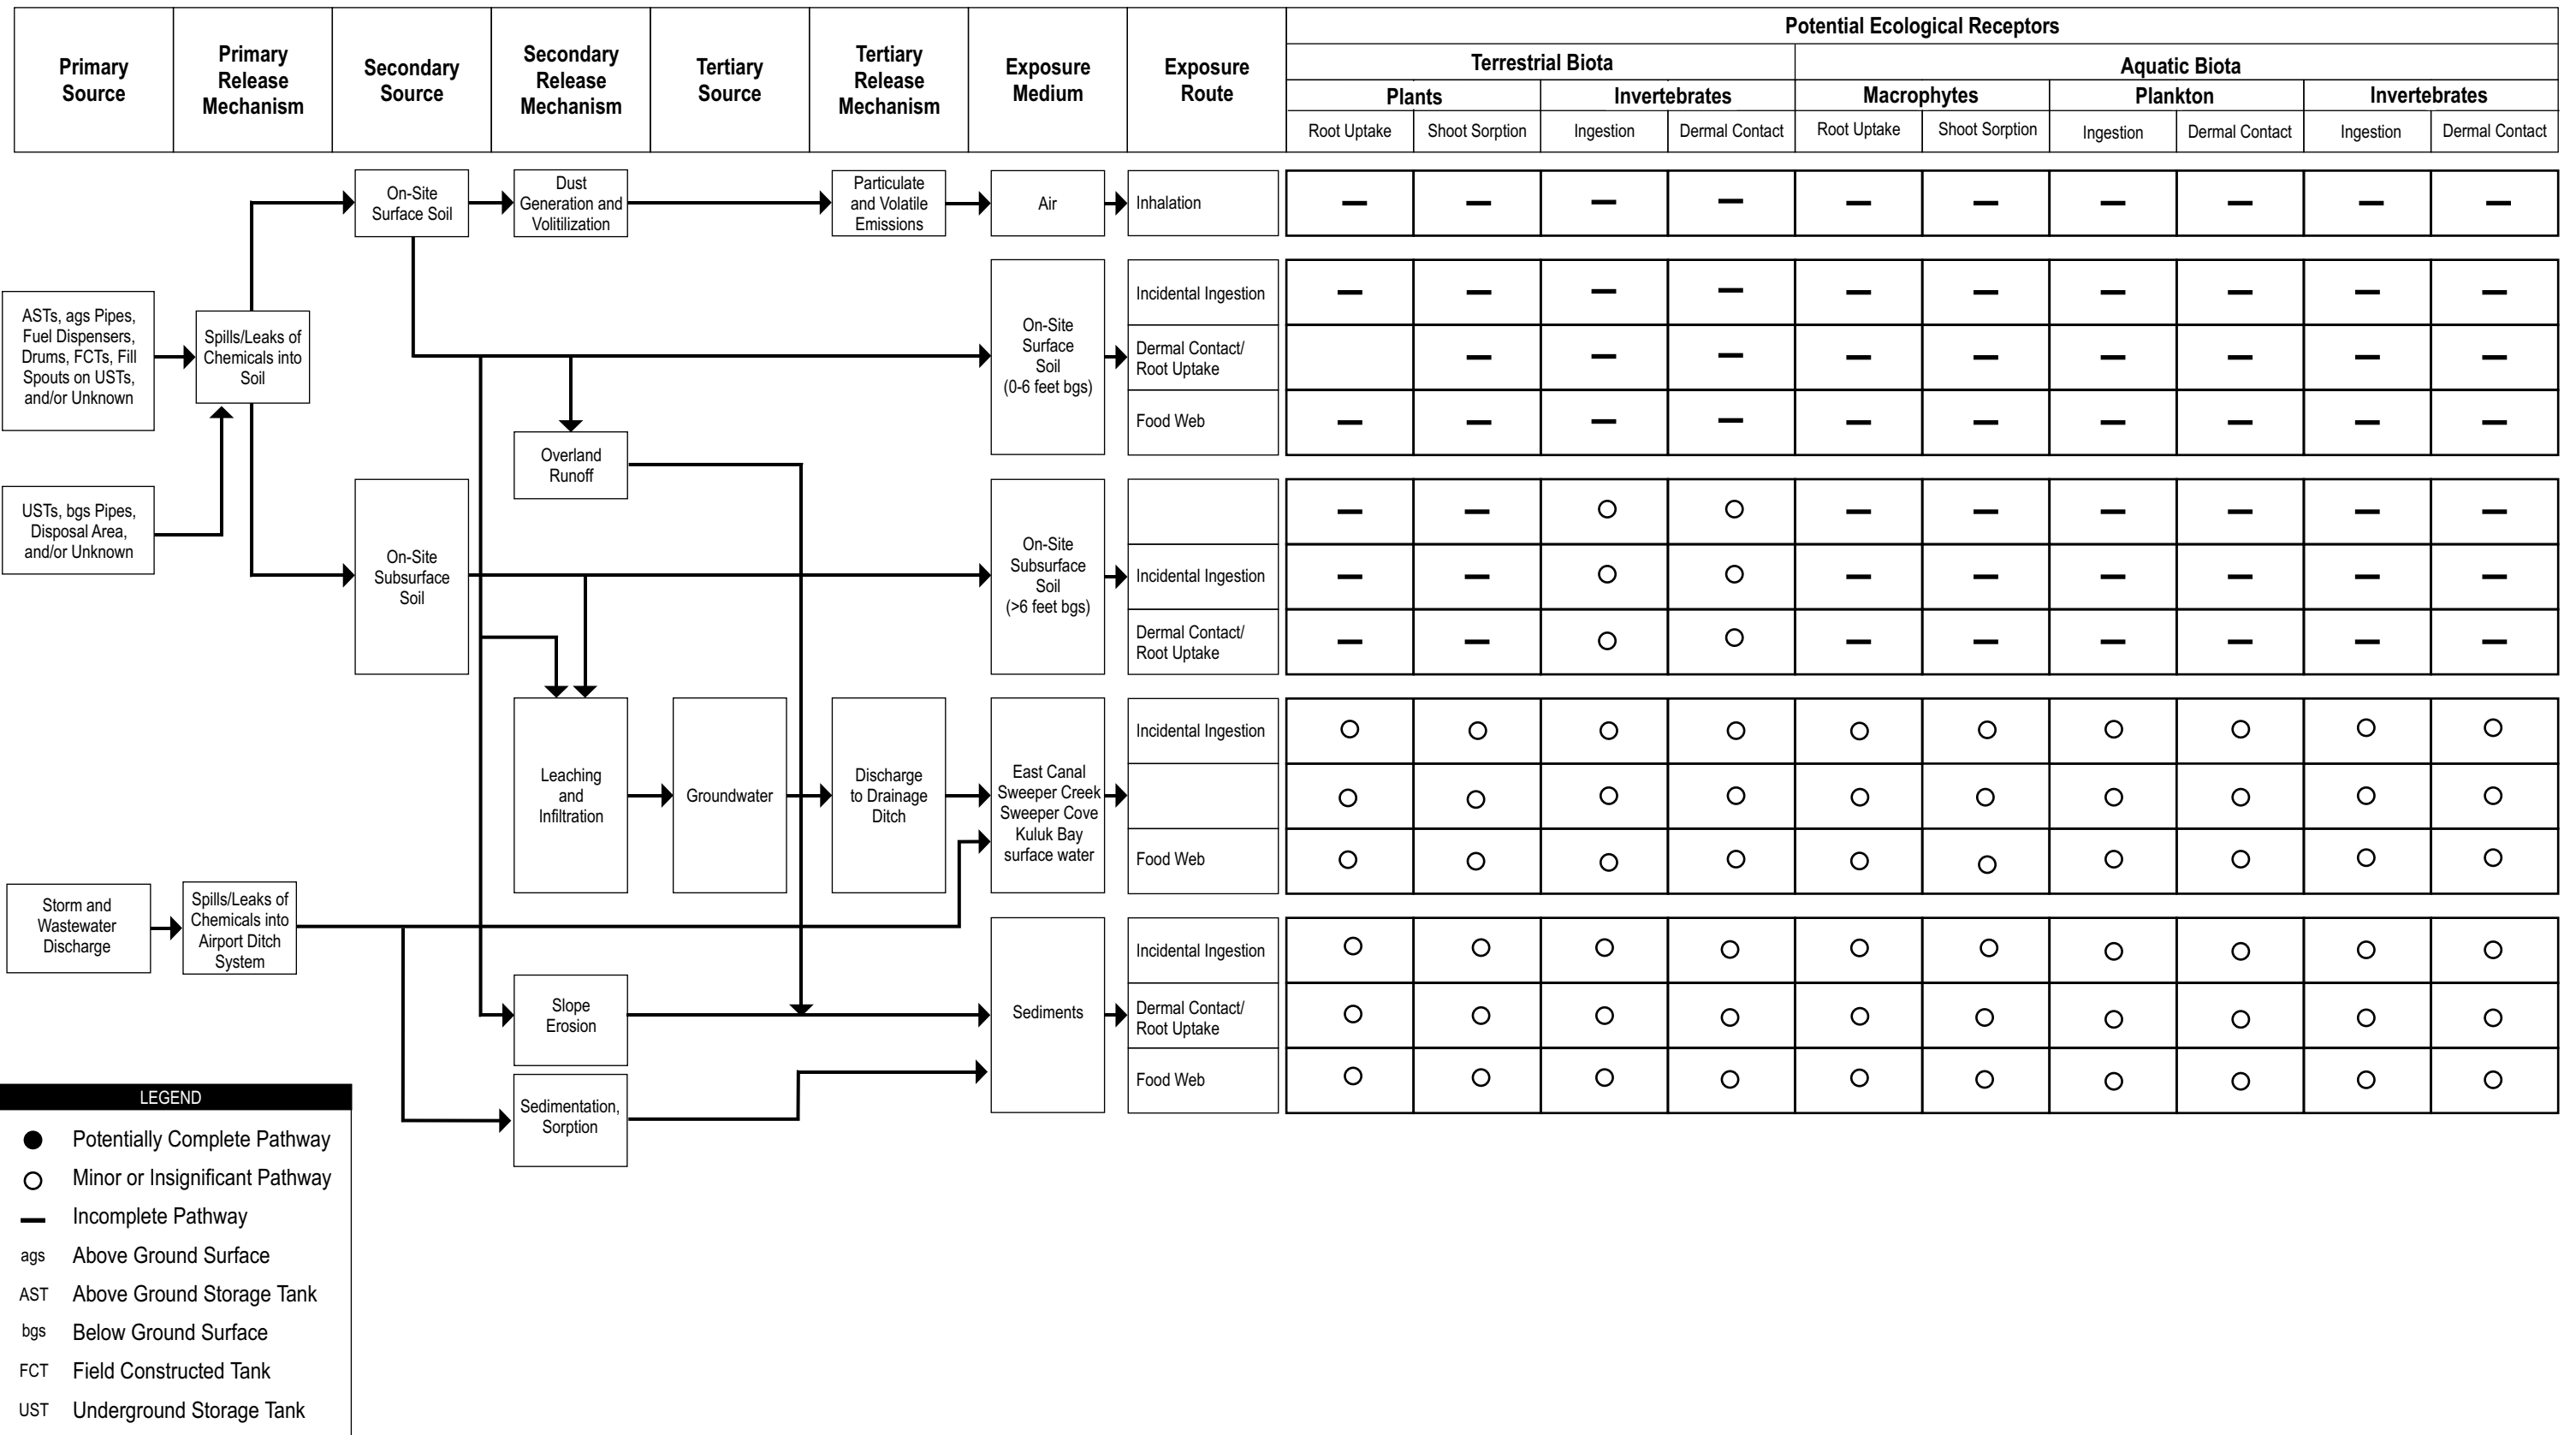 Primary
Source
Primary
Release
Mechanism
Secondary
Source
Secondary
Release
Mechanism
Tertiary
Source
Tertiary
Release
Mechanism
Exposure
Medium
Exposure
Route
Potential Ecological Receptors
Terrestrial Biota
Aquatic Biota
Plants
Invertebrates
Macrophytes
Plankton
Invertebrates
Root Uptake
Shoot Sorption
Ingestion
Dermal Contact
Root Uptake
Shoot Sorption
Ingestion
Dermal Contact
Ingestion
Dermal Contact
On-Site
Surface Soil
Dust
Generation and
Volitilization
Particulate
and Volatile
Emissions
Air
Inhalation
ASTs, ags Pipes,
Fuel Dispensers,
Drums, FCTs, Fill
Spouts on USTs,
and/or Unknown
Spills/Leaks of
Chemicals into
Soil
On-Site
Surface
Soil
(0-6 feet bgs)
Incidental Ingestion
Dermal Contact/
Root Uptake
Food Web
Overland
Runoff
USTs, bgs Pipes,
Disposal Area,
and/or Unknown
On-Site
Subsurface
Soil
On-Site
Subsurface
Soil
(>6 feet bgs)
Incidental Ingestion
Dermal Contact/
Root Uptake
Leaching
and
Infiltration
Groundwater
Discharge
to Drainage
Ditch
East Canal
Sweeper Creek
Sweeper Cove
Kuluk Bay
surface water
Incidental Ingestion
Food Web
Storm and
Wastewater
Discharge
Spills/Leaks of
Chemicals into
Airport Ditch
System
Slope
Erosion
Sedimentation,
Sorption
Sediments
Incidental Ingestion
Dermal Contact/
Root Uptake
Food Web
LEGEND
Potentially Complete Pathway
Minor or Insignificant Pathway
Incomplete Pathway
ags Above Ground Surface
AST Above Ground Storage Tank
bgs Below Ground Surface
FCT Field Constructed Tank
UST Underground Storage Tank